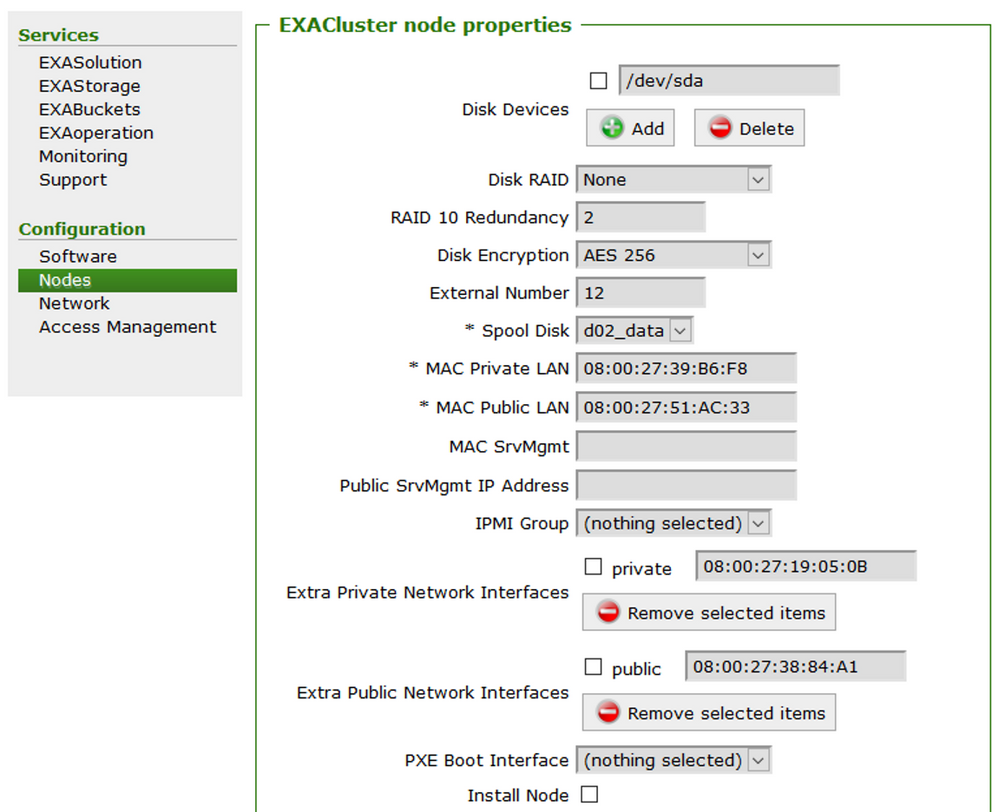 Services
EXASolution
EXAStorage
EXABuckets
EXAoperation
Monitoring
Support
Configuration
Software
Nodes
Network
Access Management
EXACluster node properties
/dev/sda
Disk Devices
Add Delete
Disk RAID None
RAID 10 Redundancy 2
Disk Encryption AES 256
External Number 12
* Spool Disk d02_data
* MAC Private LAN 08:00:27:39:B6:F8
* MAC Public LAN 08:00:27:51:AC:33
MAC SrvMgmt
Public SrvMgmt IP Address
IPMI Group (nothing selected)
private 08:00:27:19:05:0B
Extra Private Network Interfaces
Remove selected items
public 08:00:27:38:84:A1
Extra Public Network Interfaces
Remove selected items
PXE Boot Interface (nothing selected)
Install Node